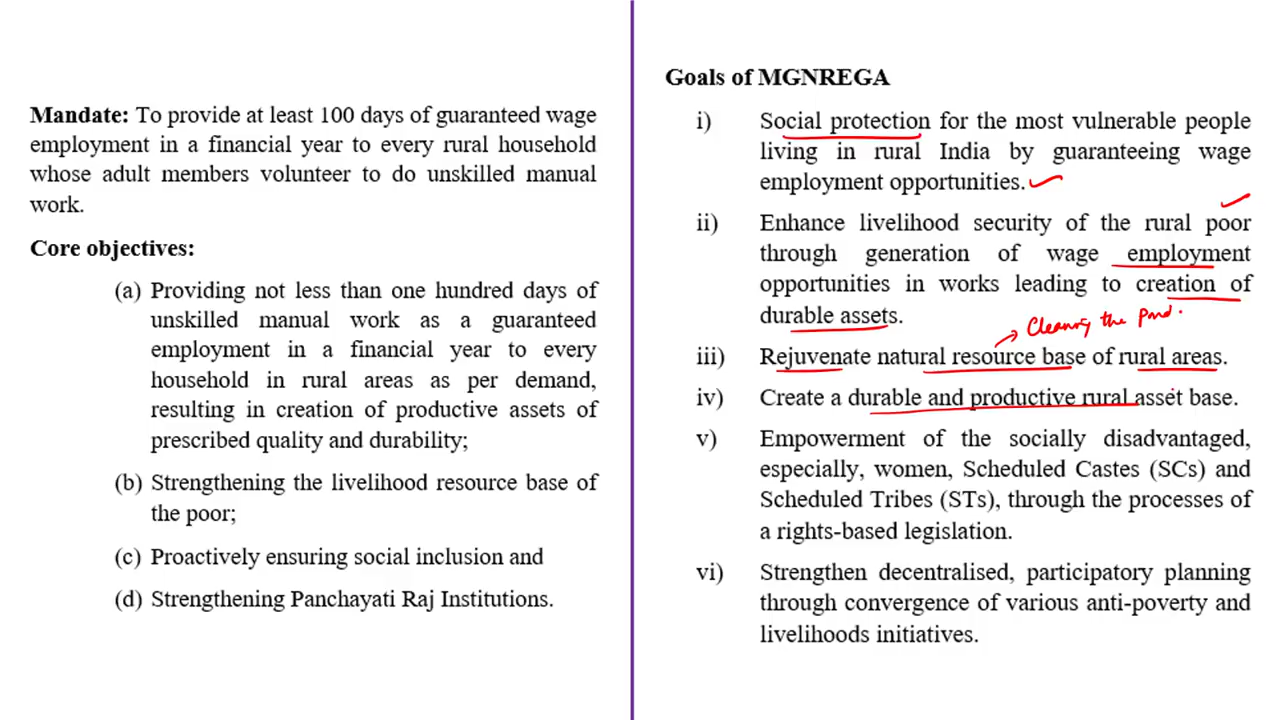 Mandate: To provide at least 100 days of guaranteed wage
employment in a financial year to every rural household
whose adult members volunteer to do unskilled manual
work.
Core objectives:
(a) Providing not less than one hundred days of
unskilled manual work as a guaranteed
employment in a financial year to every
household in rural areas as per demand,
resulting in creation of productive assets of
prescribed quality and durability;
(b) Strengthening the livelihood resource base of
the poor;
(c) Proactively ensuring social inclusion and
(d) Strengthening Panchayati Raj Institutions.
Goals of MGNREGA
i) Social protection for the most vulnerable people
living in rural India by guaranteeing wage
employment opportunities.
ii) Enhance livelihood security of the rural poor
through generation of wage employment
opportunities in works leading to creation of
durable assets.
Cleaning the Pond.
iii) Rejuvenate natural resource base of rural areas.
iv) Create a durable and productive rural asset base.
v) Empowerment of the socially disadvantaged,
especially, women, Scheduled Castes (SCs) and
Scheduled Tribes (STs), through the processes of
a rights-based legislation.
vi) Strengthen decentralised, participatory planning
through convergence of various anti-poverty and
livelihoods initiatives.